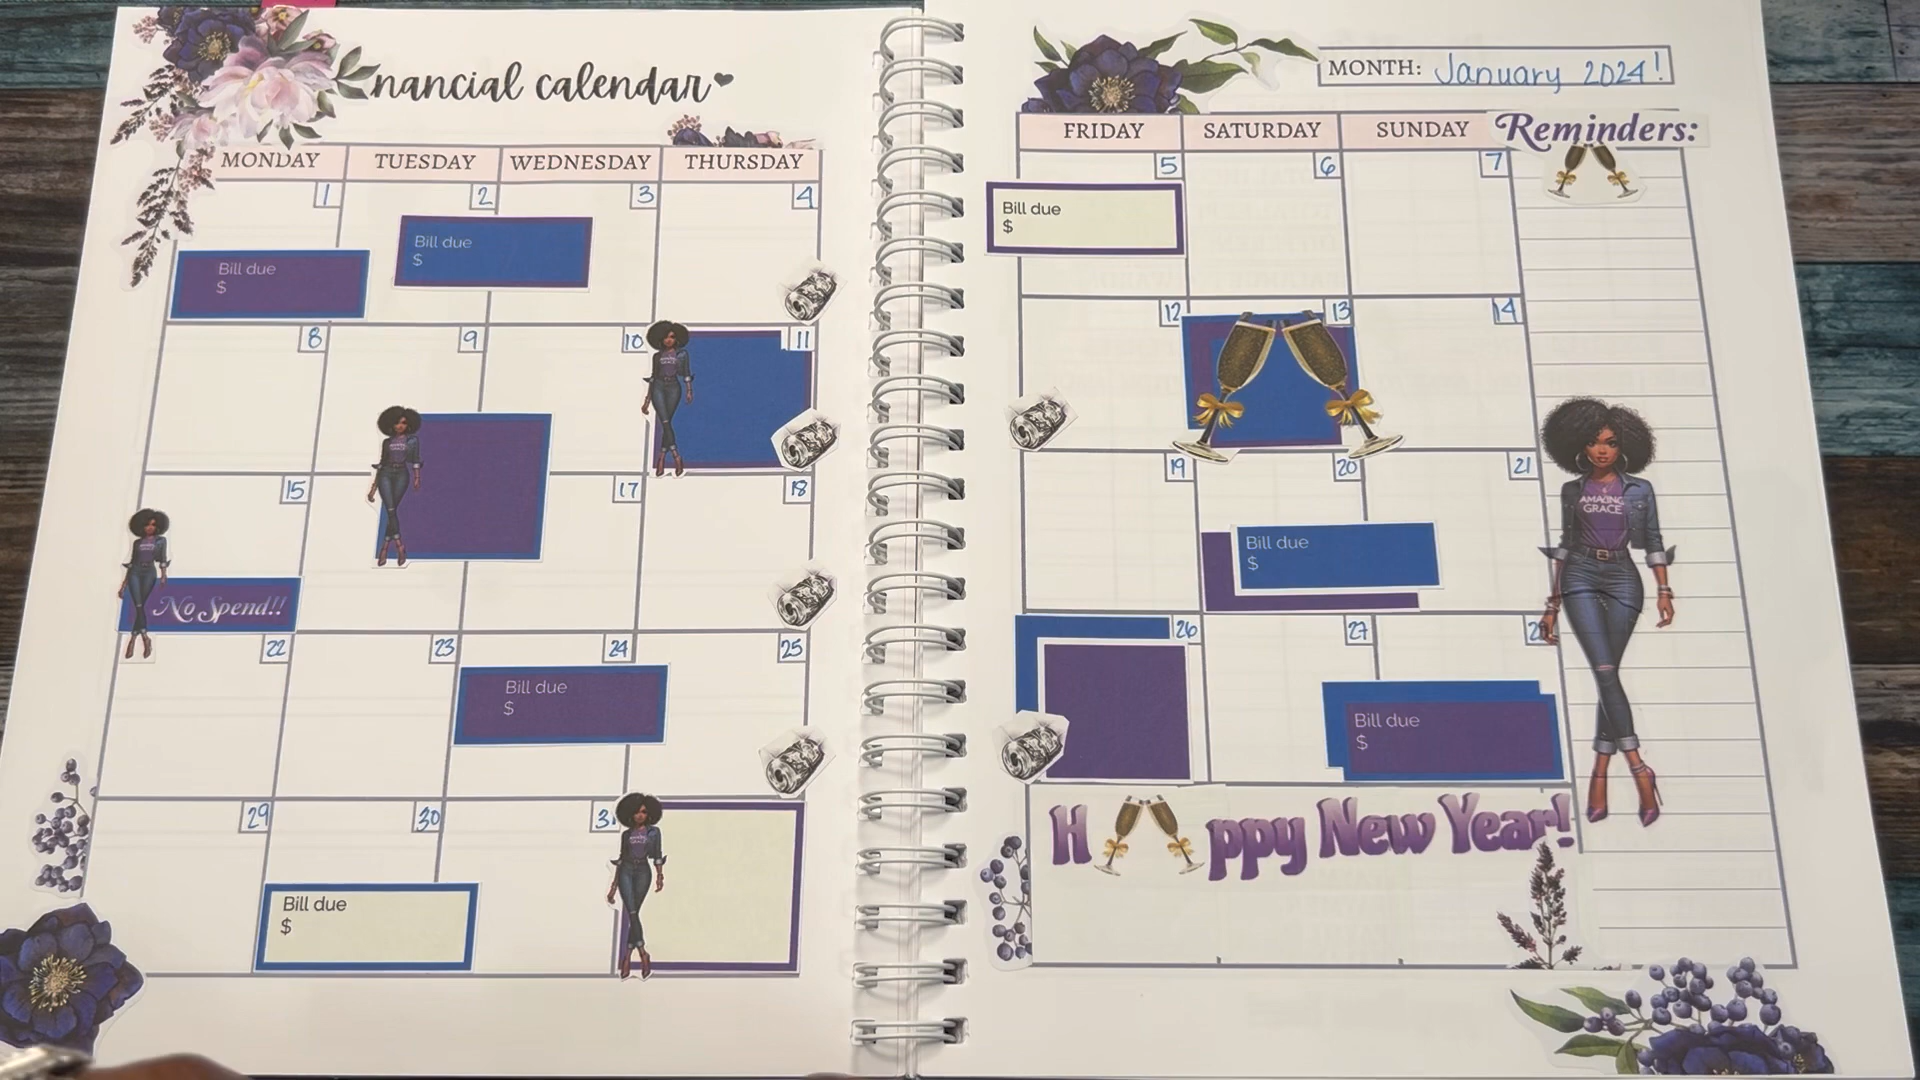 nancial calendar
MONTH: January 2024!
MONDAY TUESDAY WEDNESDAY THURSDAY
FRIDAY SATURDAY SUNDAY Reminders:
1 2 3 4
5 6 7
Bill due
$
Bill due
$
Bill due
$
8 9 10 11
12 13 14
15 17 18
19 20 21
No Spend!!
Bill due
$
AMAZING
GRACE
22 23 24 25
26 27
Bill due
$
Bill due
$
29 30
Bill due
$
H ppy New Year!